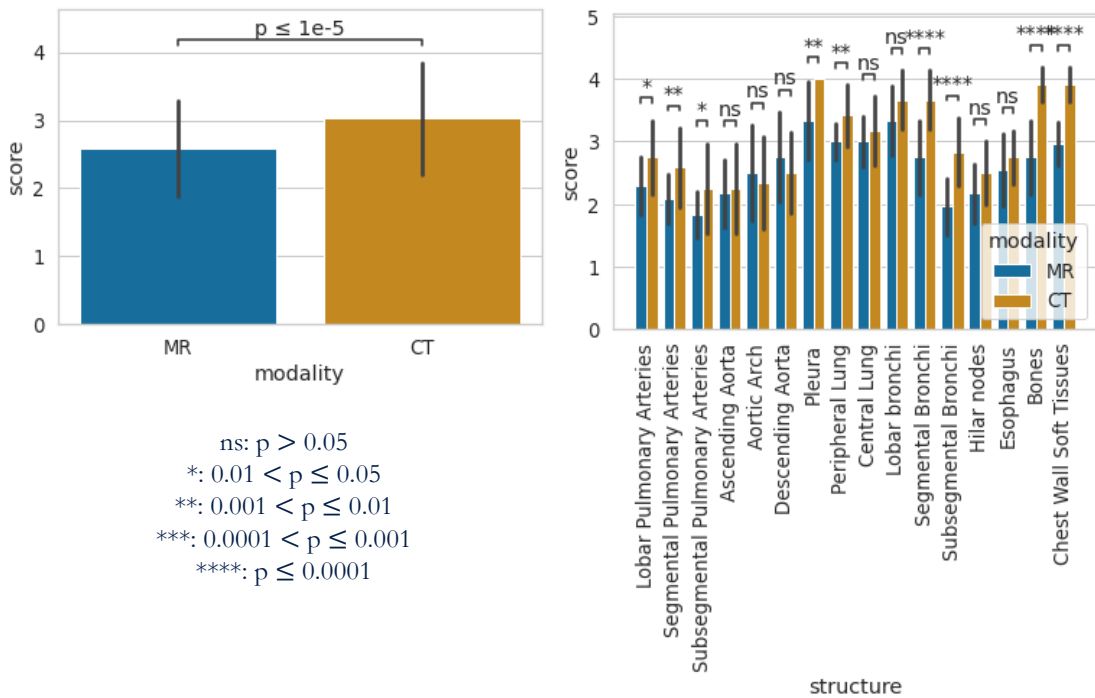 p ≤ 1e-5
4
3
2
1
0
score
MR
CT
modality
ns: p > 0.05
*: 0.01 < p ≤ 0.05
**: 0.001 < p ≤ 0.01
***: 0.0001 < p ≤ 0.001
****: p ≤ 0.0001
5
4
3
2
1
0
score
*
**
*
ns
ns
ns
**
**
ns
ns
****
****
ns
ns
****
****
modality
MR
CT
Lobar Pulmonary Arteries
Segmental Pulmonary Arteries
Subsegmental Pulmonary Arteries
Ascending Aorta
Aortic Arch
Descending Aorta
Pleura
Peripheral Lung
Central Lung
Lobar bronchi
Segmental Bronchi
Subsegmental Bronchi
Hilar nodes
Esophagus
Bones
Chest Wall Soft Tissues
structure